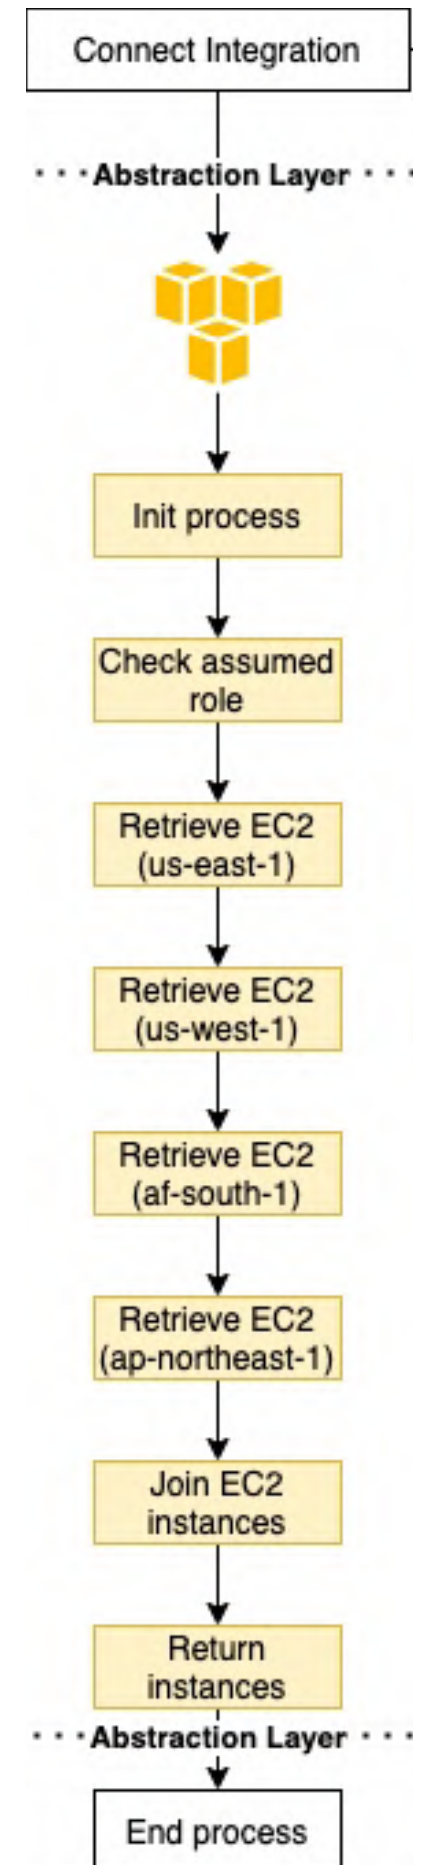 Connect Integration
Abstraction Layer
Init process
Check assumed
role
Retrieve EC2
(us-east-1)
Retrieve EC2
(us-west-1)
Retrieve EC2
(af-south-1)
Retrieve EC2
(ap-northeast-1)
Join EC2
instances
Return
instances
Abstraction Layer
End process